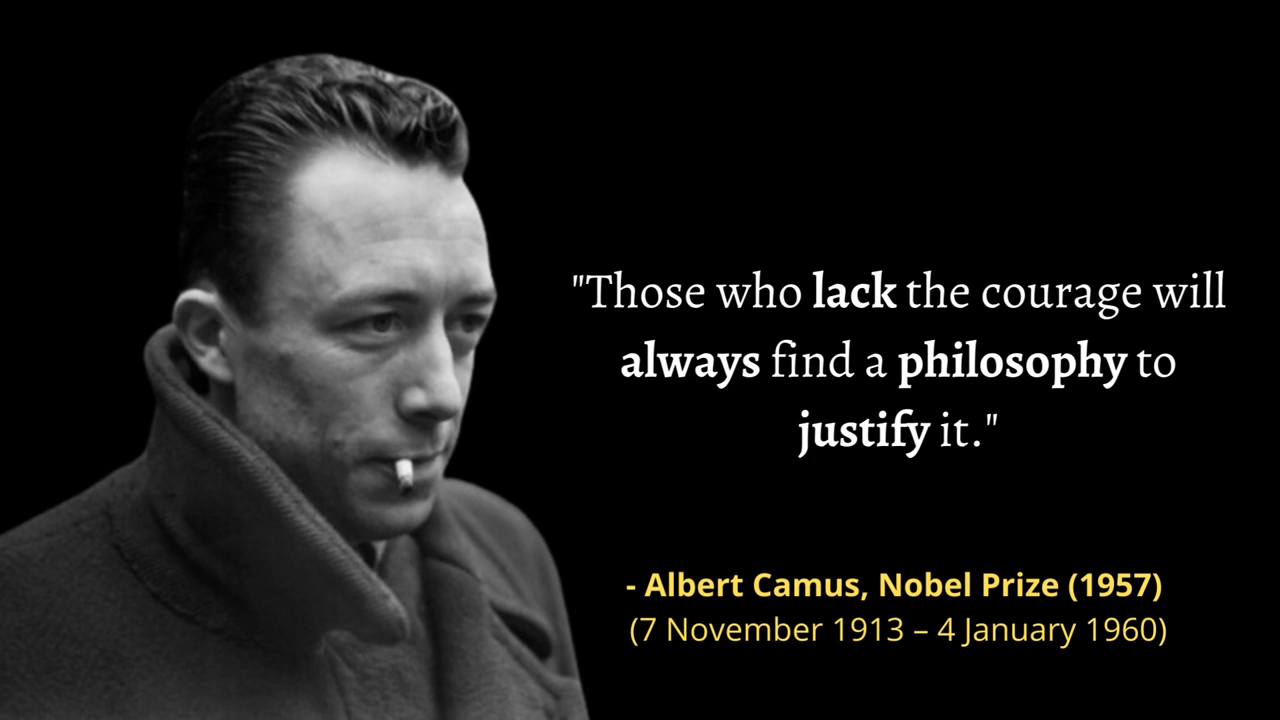 "Those who lack the courage will
always find a philosophy to
justify it."
- Albert Camus, Nobel Prize (1957)
(7 November 1913 – 4 January 1960)